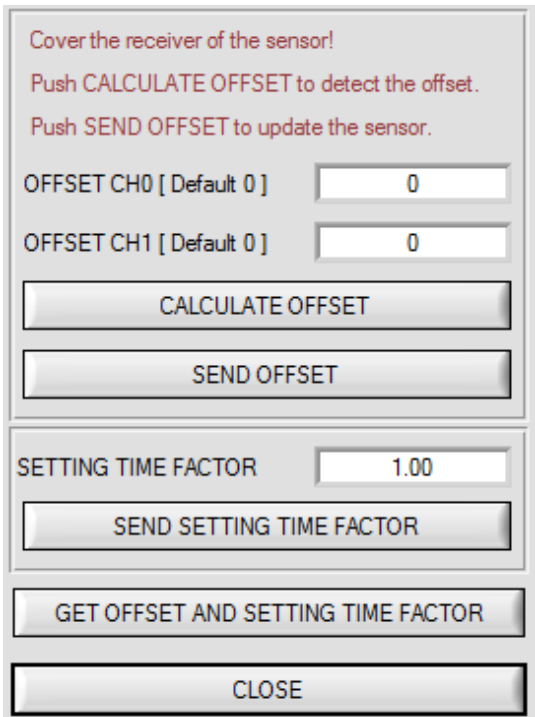 Cover the receiver of the sensor!
Push CALCULATE OFFSET to detect the offset.
Push SEND OFFSET to update the sensor.
OFFSET CH0 [ Default 0 ] 0
OFFSET CH1 [ Default 0 ] 0
CALCULATE OFFSET
SEND OFFSET
SETTING TIME FACTOR 1.00
SEND SETTING TIME FACTOR
GET OFFSET AND SETTING TIME FACTOR
CLOSE